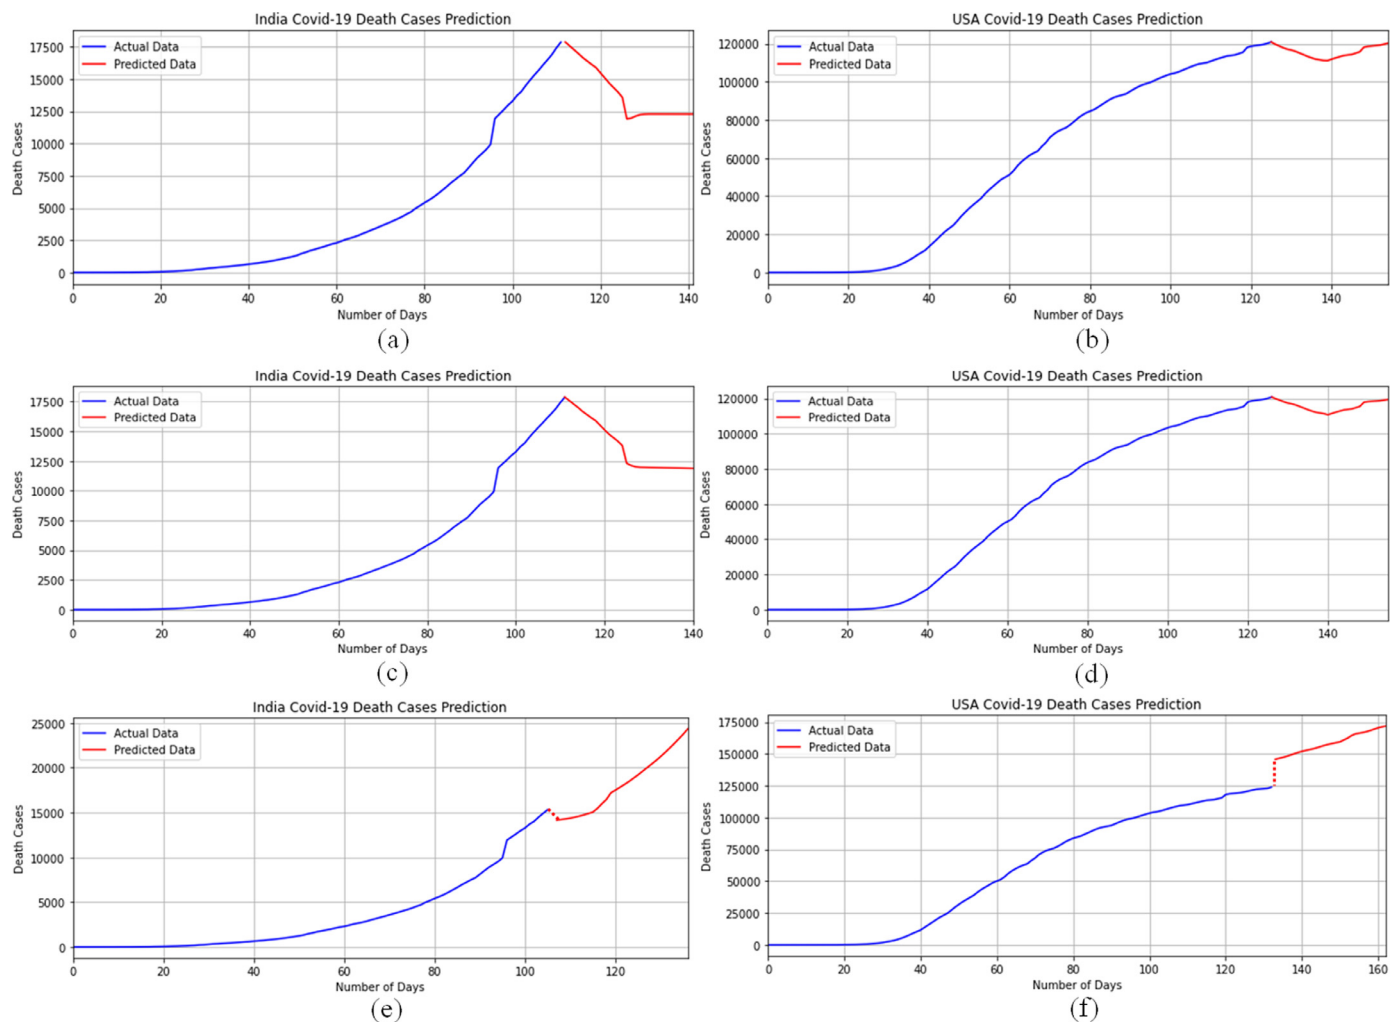 India Covid-19 Death Cases Prediction
Actual Data
Predicted Data
Death Cases
17500
15000
12500
10000
7500
5000
2500
0
0 20 40 60 80 100 120 140
Number of Days
(a)
USA Covid-19 Death Cases Prediction
Actual Data
Predicted Data
Death Cases
120000
100000
80000
60000
40000
20000
0
0 20 40 60 80 100 120 140
Number of Days
(b)
India Covid-19 Death Cases Prediction
Actual Data
Predicted Data
Death Cases
17500
15000
12500
10000
7500
5000
2500
0
0 20 40 60 80 100 120 140
Number of Days
(c)
USA Covid-19 Death Cases Prediction
Actual Data
Predicted Data
Death Cases
120000
100000
80000
60000
40000
20000
0
0 20 40 60 80 100 120 140
Number of Days
(d)
India Covid-19 Death Cases Prediction
Actual Data
Predicted Data
Death Cases
25000
20000
15000
10000
5000
0
0 20 40 60 80 100 120
Number of Days
(e)
USA Covid-19 Death Cases Prediction
Actual Data
Predicted Data
Death Cases
175000
150000
125000
100000
75000
50000
25000
0
0 20 40 60 80 100 120 140 160
Number of Days
(f)